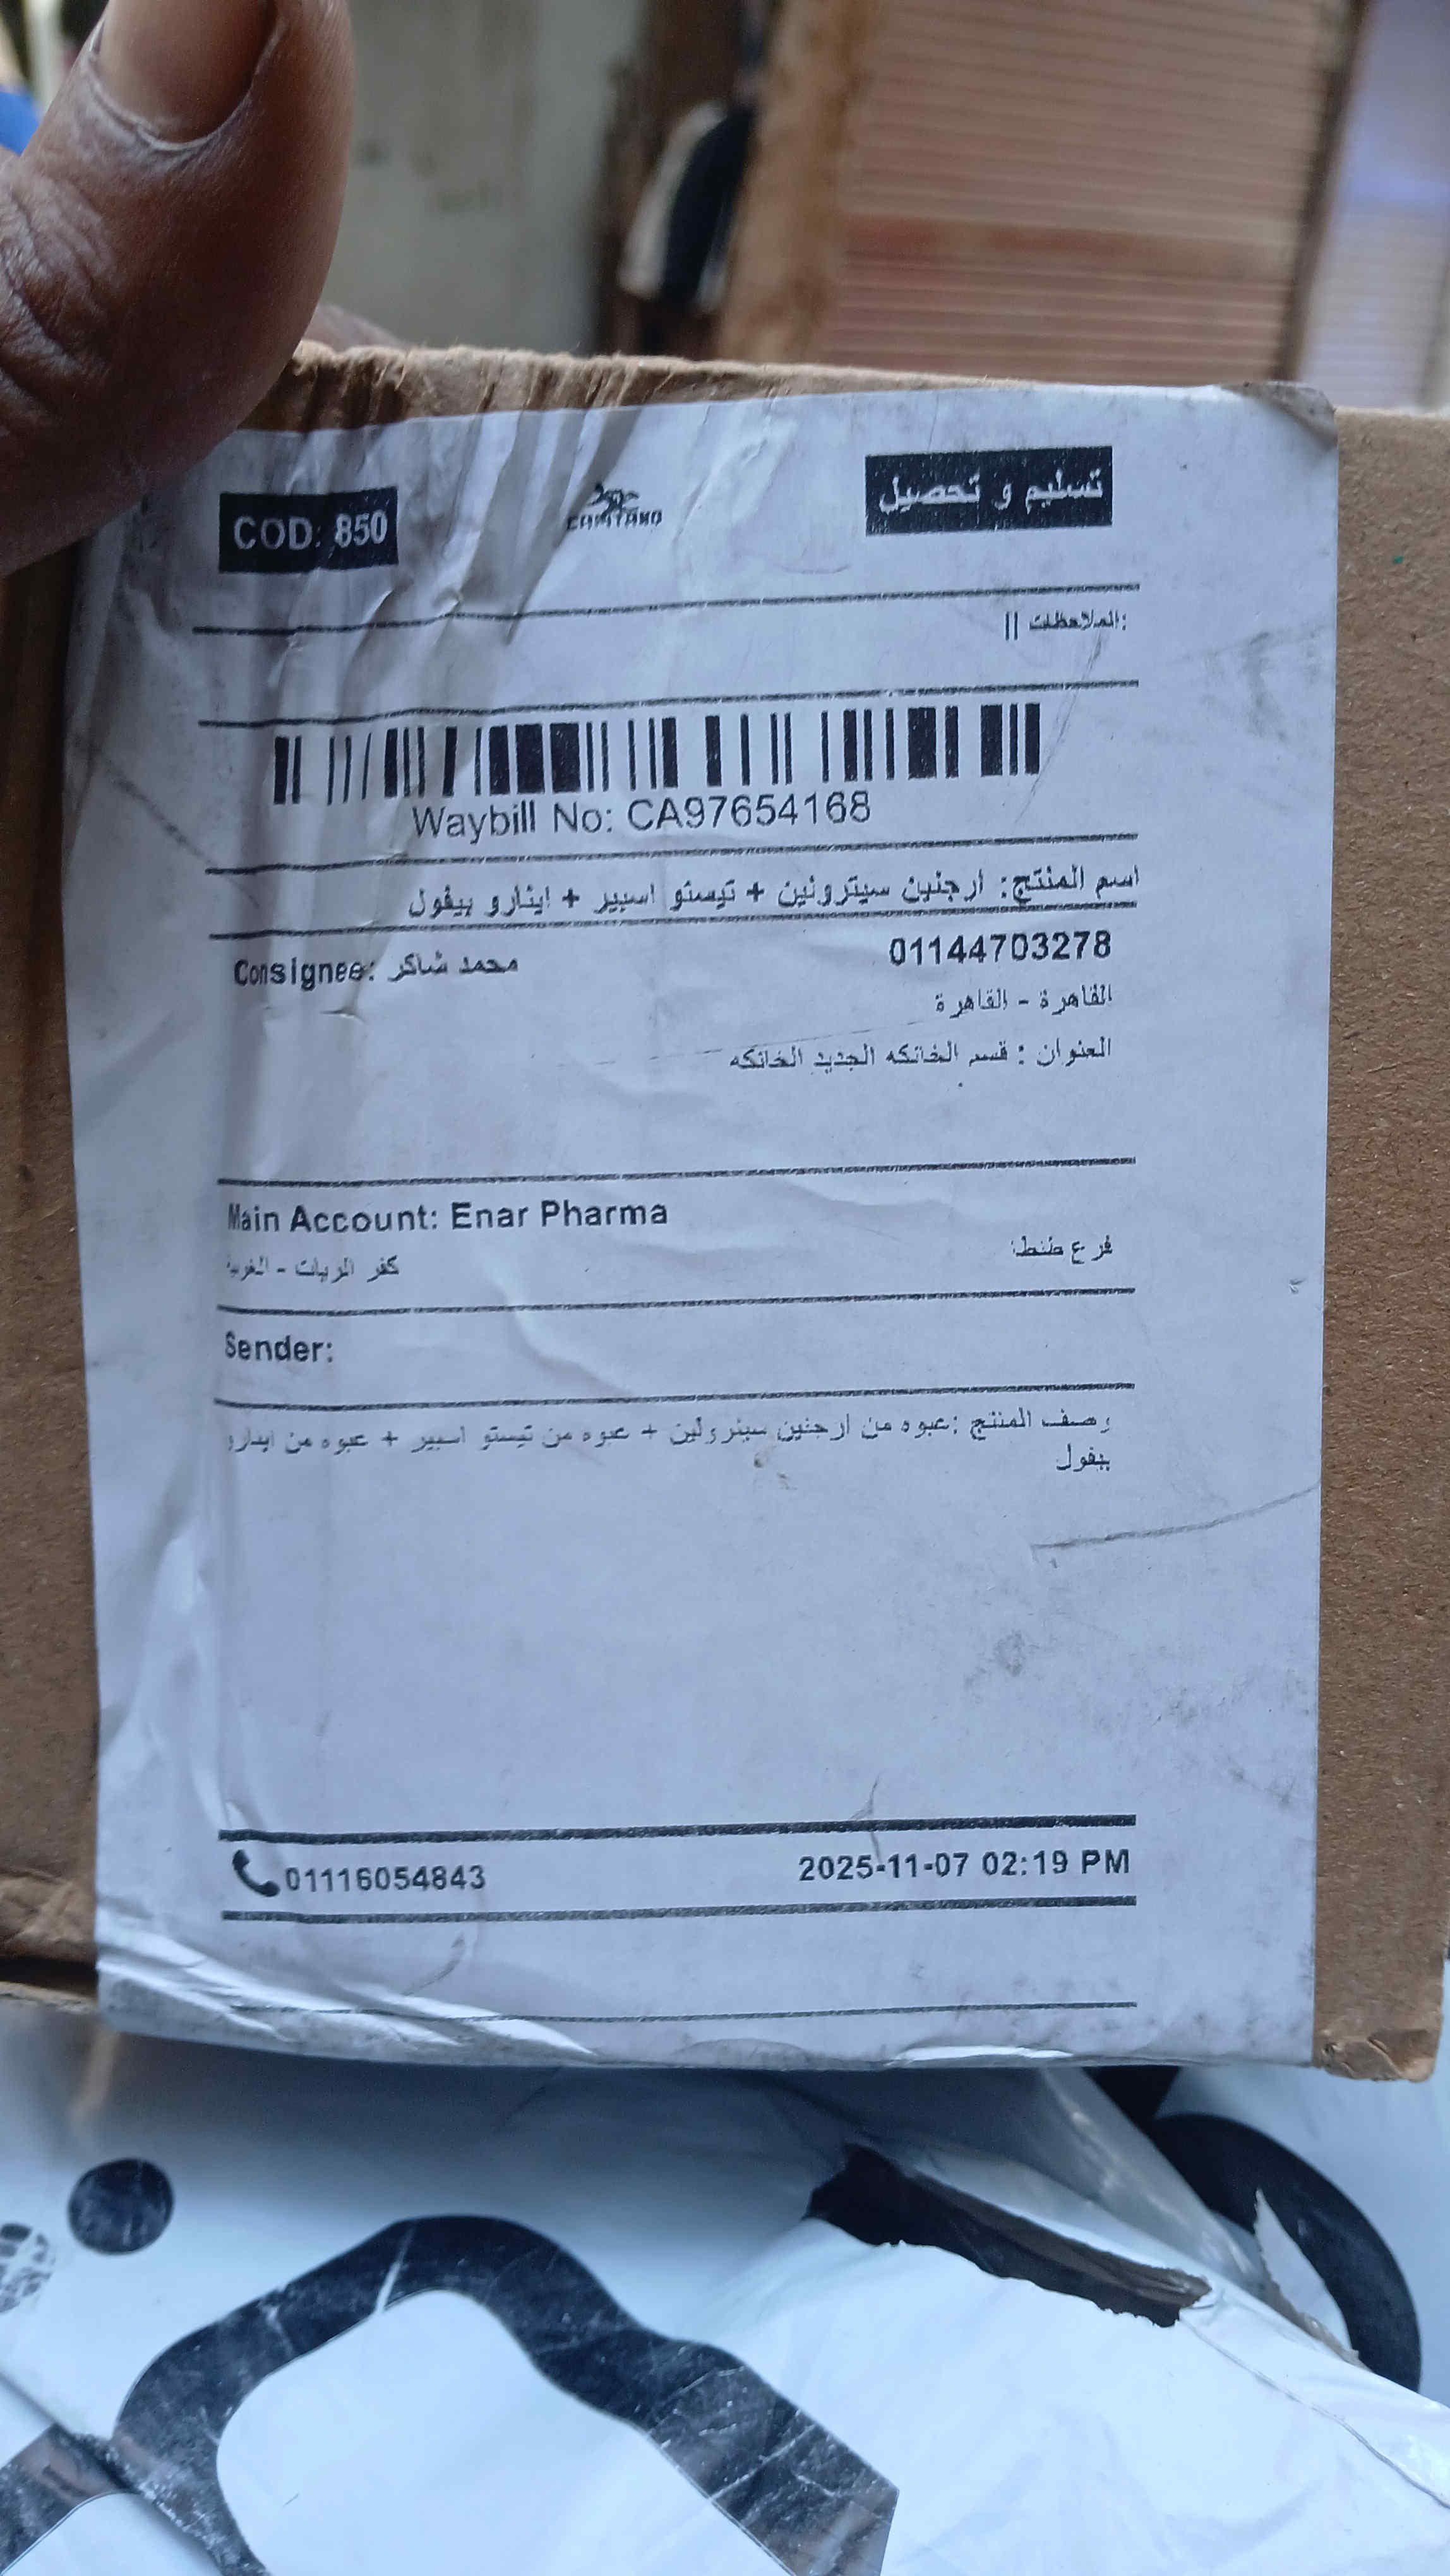 COD: 850
CAPITANO
تسليم و تحصيل
الملاحظات: ||
Waybill No: CA97654168
اسم المنتج: ارجنين سيترولين + تيستو اسبير + اينارو بيفول
Consignee: محمد شاكر
01144703278
القاهرة - القاهرة
العنوان : قسم الخانكه الجديد الخانكه
Main Account: Enar Pharma
فرع طنطا
كفر الزيات - الغربية
Sender:
وصف المنتج :عبوه من ارجنين سيترولين + عبوه من تيستو اسبير + عبوه من اينارو
بيفول
01116054843
2025-11-07 02:19 PM